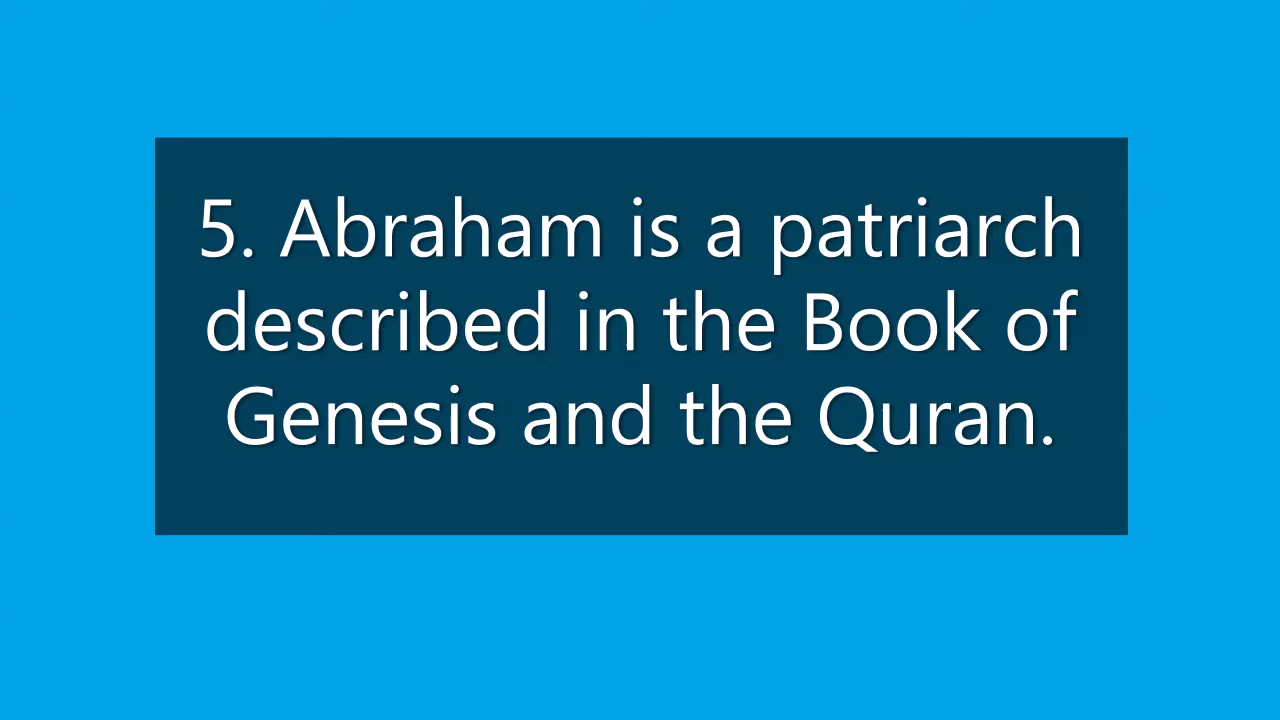 5. Abraham is a patriarch
described in the Book of
Genesis and the Quran.